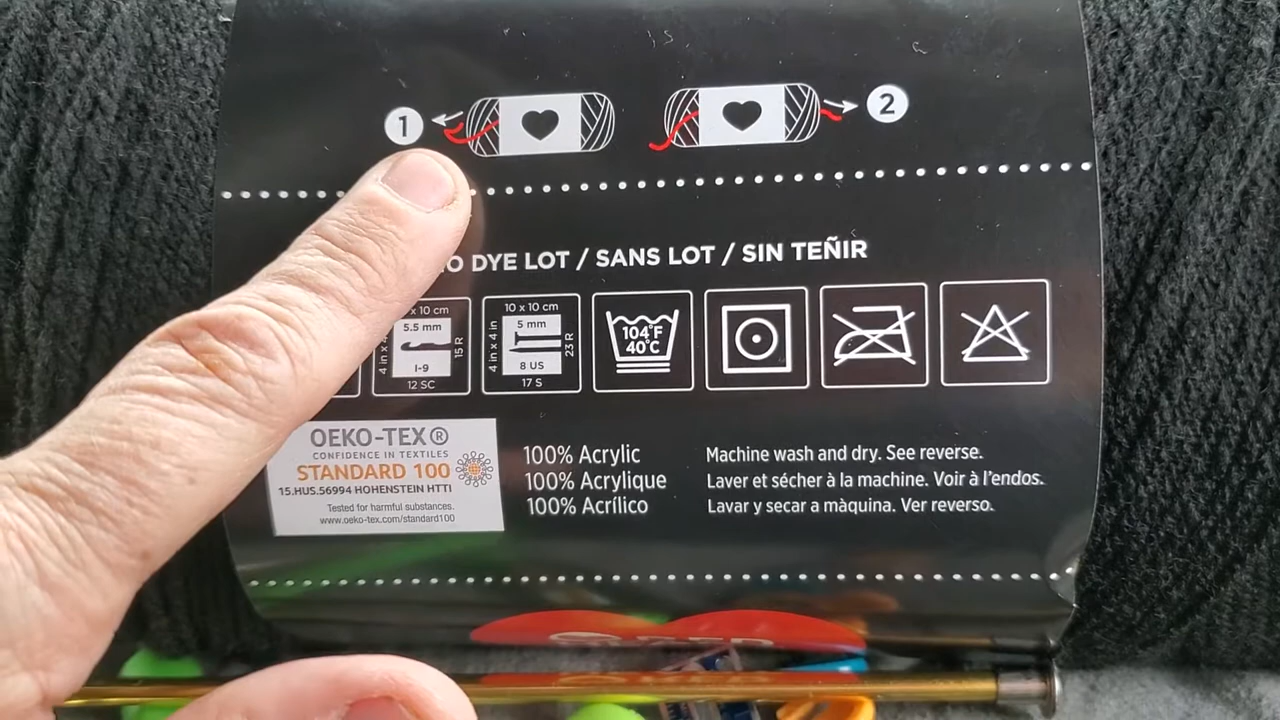 1
2
DYE LOT / SANS LOT / SIN TEÑIR
x 10 cm
4 in x 4
5.5 mm
I-9
15 R
12 SC
10 x 10 cm
4 in x 4 in
5 mm
8 US
23 R
17 S
104°F
40°C
OEKO-TEX®
CONFIDENCE IN TEXTILES
STANDARD 100
15.HUS.56994 HOHENSTEIN HTTI
Tested for harmful substances.
www.oeko-tex.com/standard100
100% Acrylic
100% Acrylique
100% Acrílico
Machine wash and dry. See reverse.
Laver et sécher à la machine. Voir à l'endos.
Lavar y secar a màquina. Ver reverso.